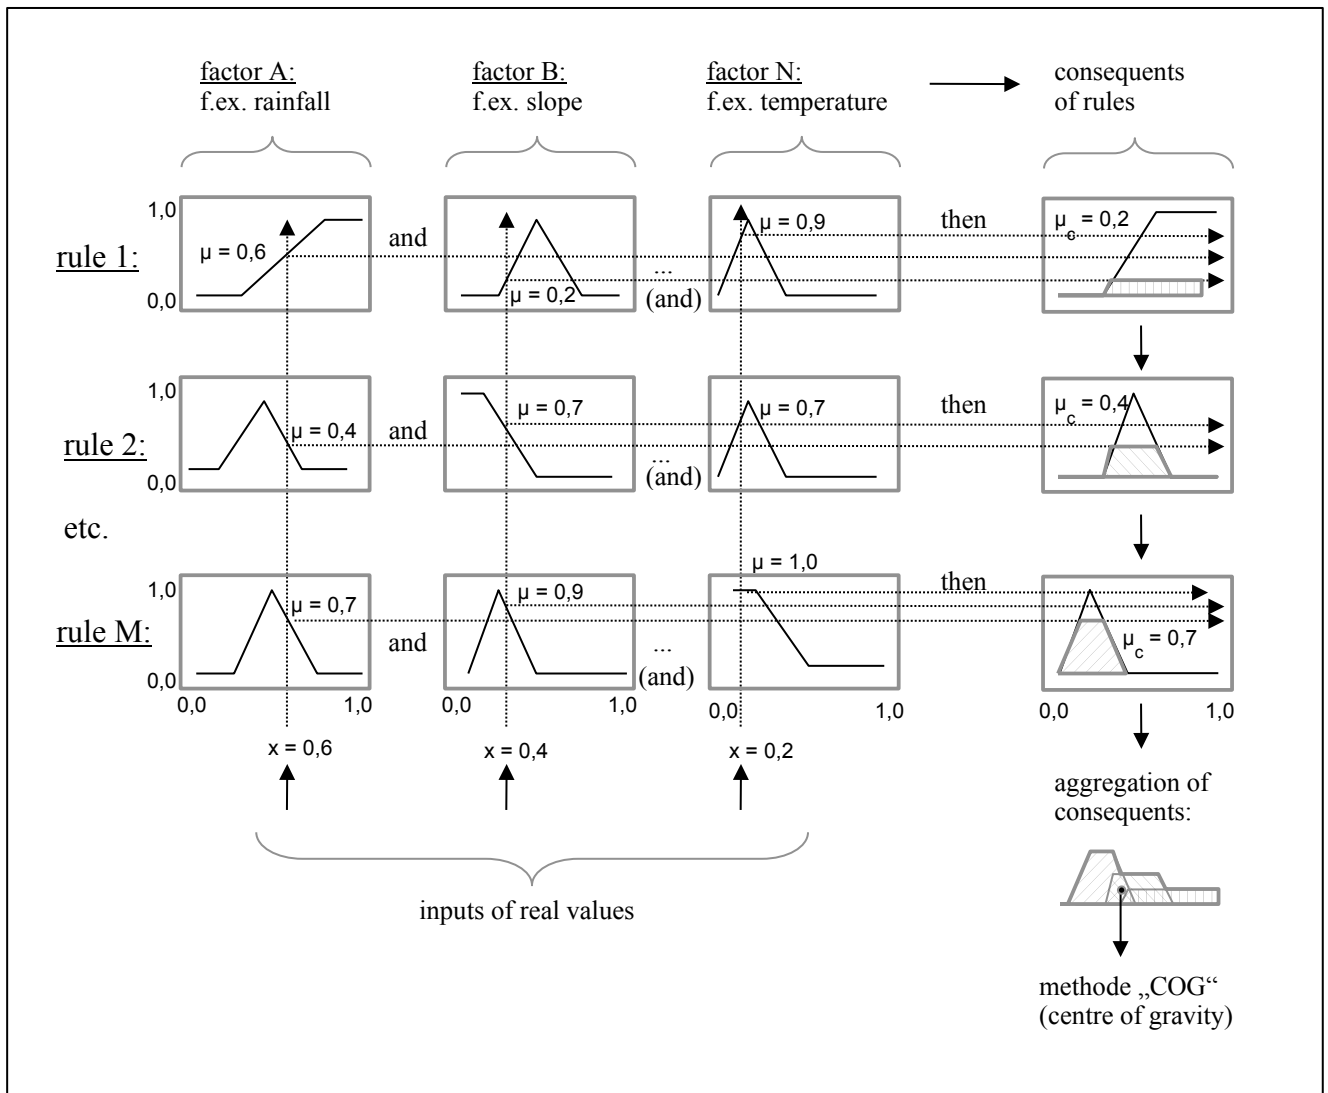 factor A:
f.ex. rainfall
factor B:
f.ex. slope
factor N:
f.ex. temperature
consequents
of rules
rule 1:
1,0
0,0
μ = 0,6
and
μ = 0,2
...
(and)
μ = 0,9
then
μc = 0,2
rule 2:
1,0
0,0
μ = 0,4
and
μ = 0,7
...
(and)
μ = 0,7
then
μc = 0,4
etc.
rule M:
1,0
0,0
μ = 0,7
and
μ = 0,9
...
(and)
μ = 1,0
then
μc = 0,7
0,0 1,0
0,0 1,0
0,0 1,0
0,0 1,0
x = 0,6
x = 0,4
x = 0,2
inputs of real values
aggregation of
consequents:
methode „COG“
(centre of gravity)